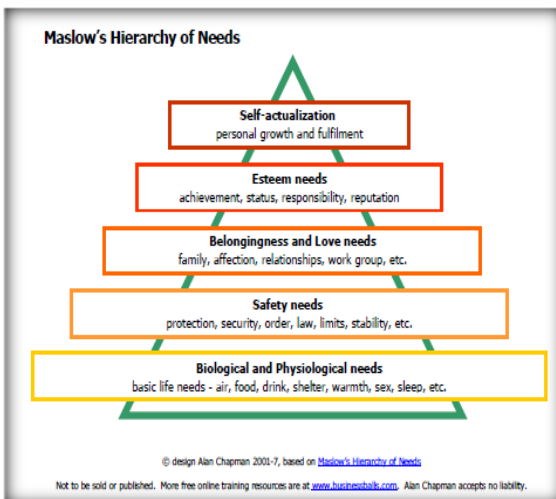 Maslow's Hierarchy of Needs
Self-actualization
personal growth and fulfilment
Esteem needs
achievement, status, responsibility, reputation
Belongingness and Love needs
family, affection, relationships, work group, etc.
Safety needs
protection, security, order, law, limits, stability, etc.
Biological and Physiological needs
basic life needs - air, food, drink, shelter, warmth, sex, sleep, etc.
© design Alan Chapman 2001-7, based on Maslow's Hierarchy of Needs
Not to be sold or published. More free online training resources are at www.businessballs.com. Alan Chapman accepts no liability.